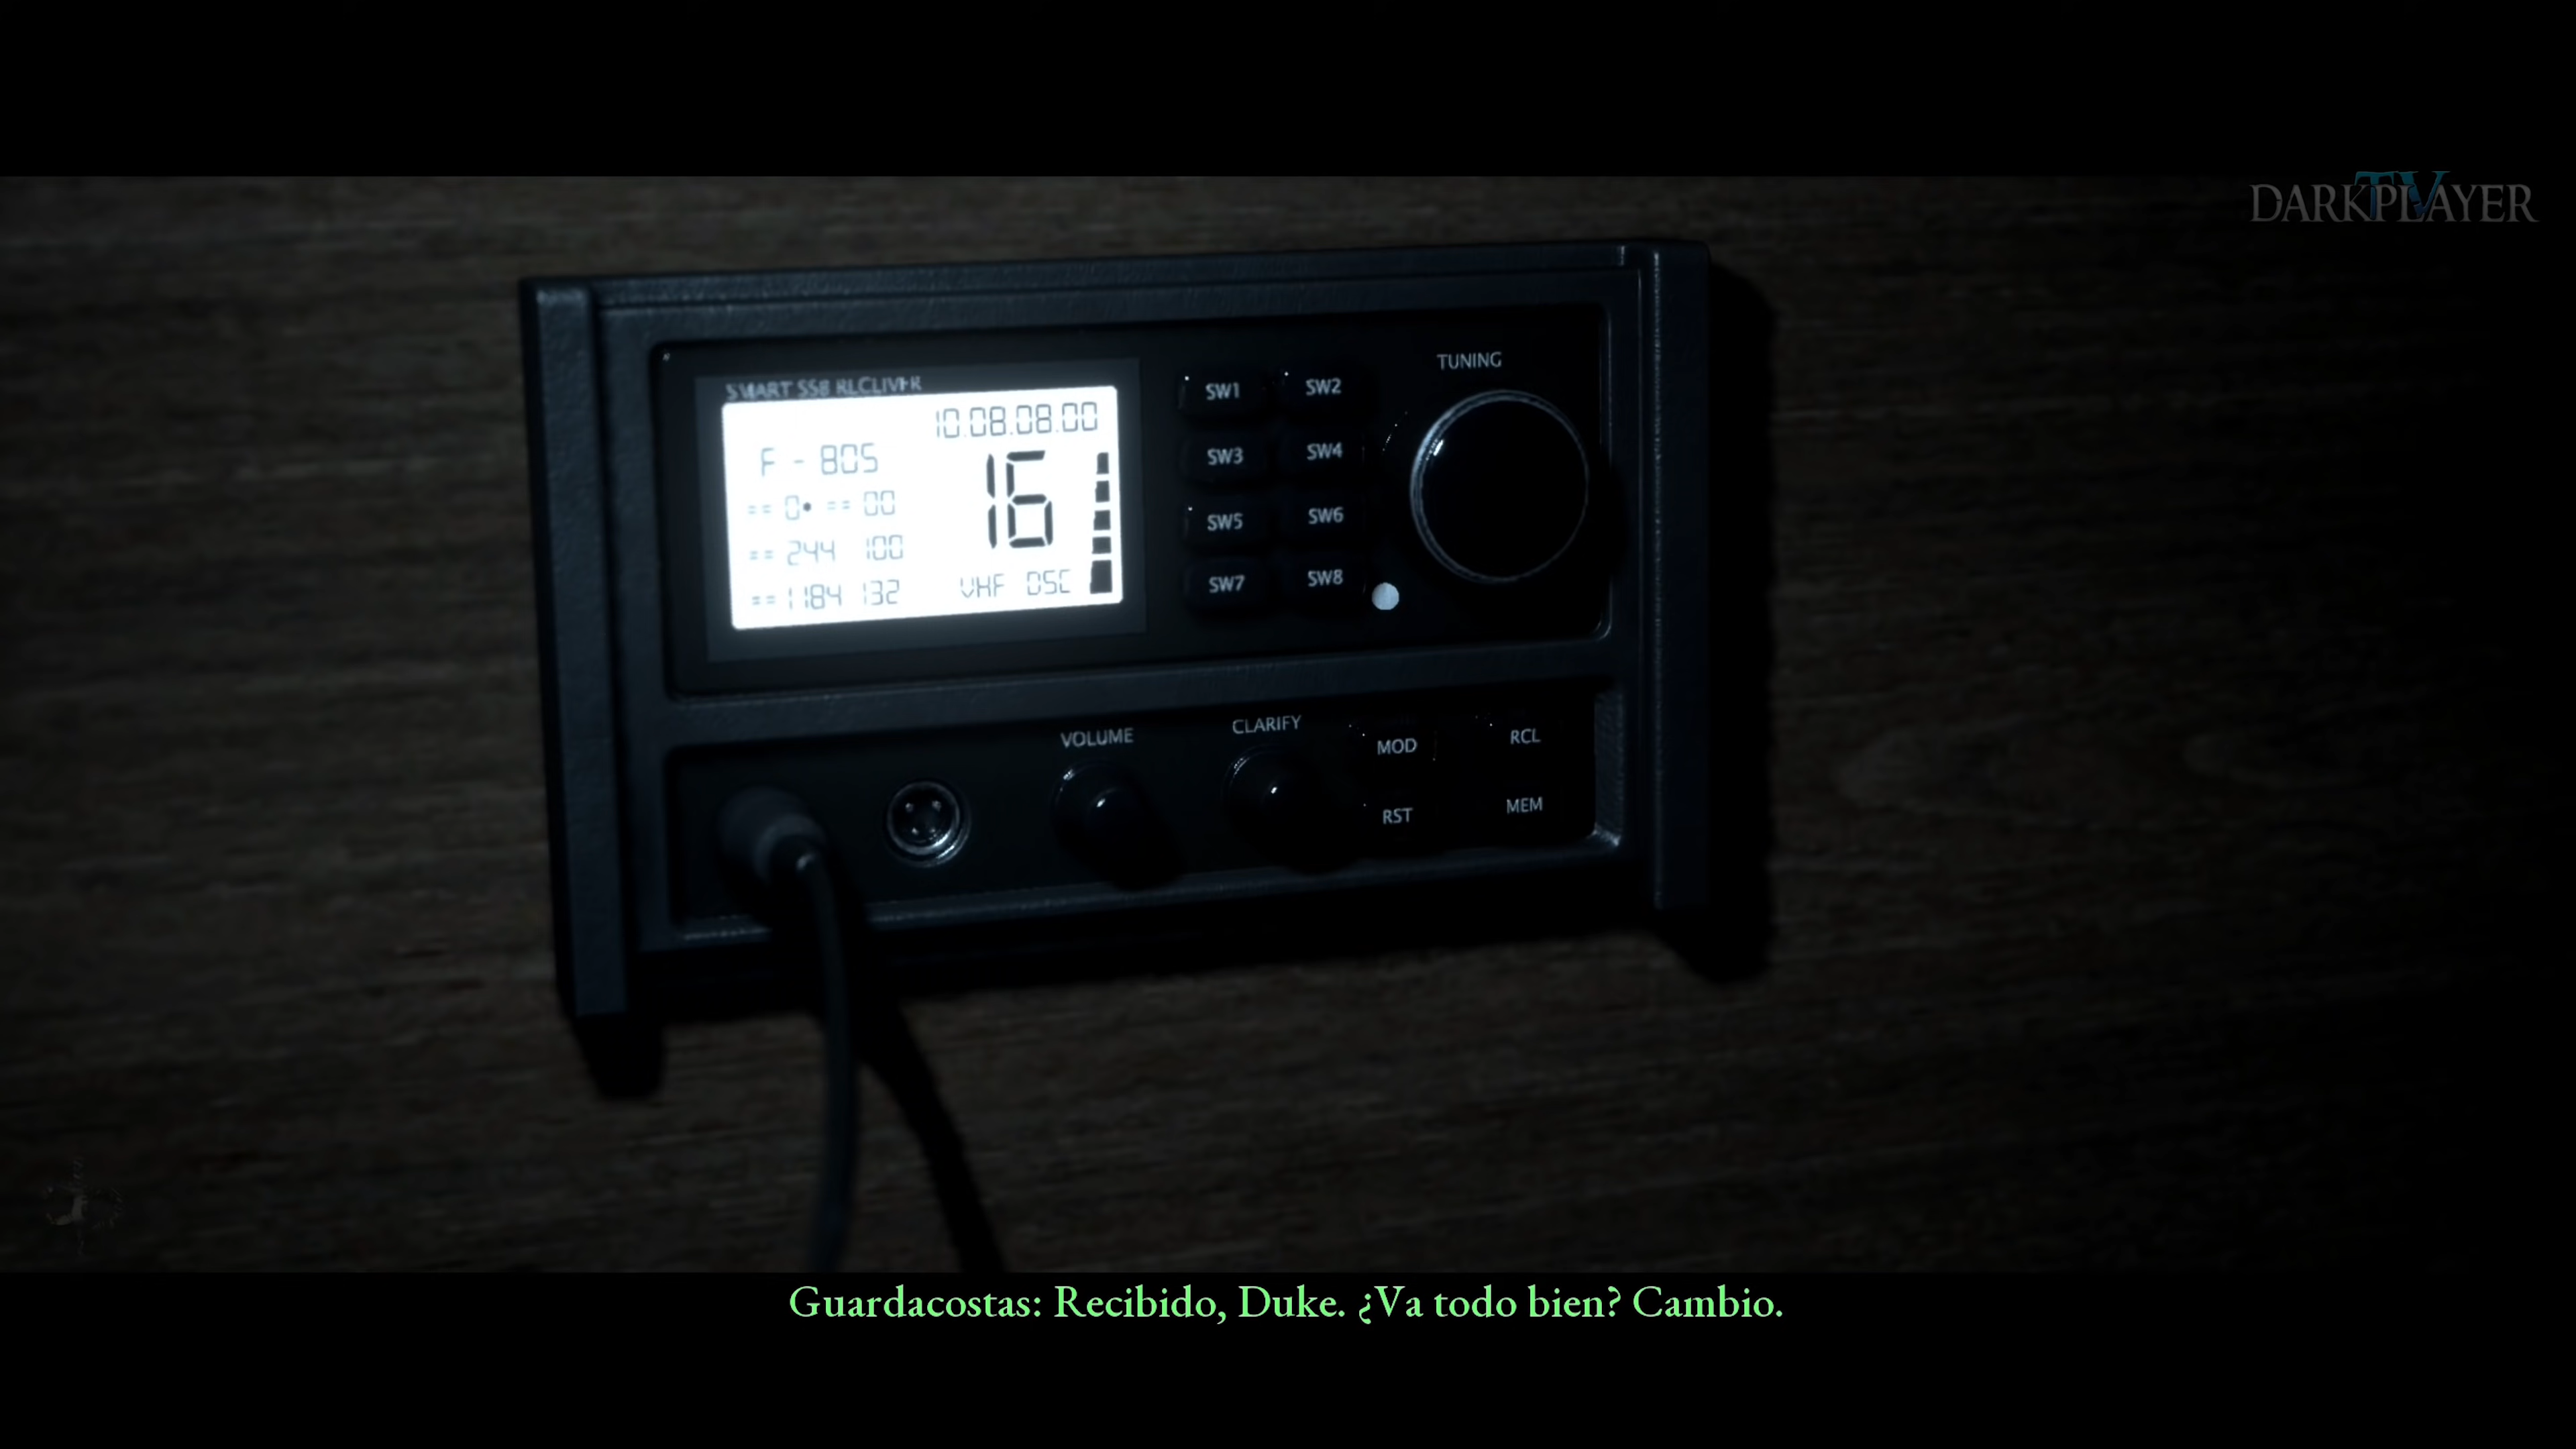 DARKPLAYER
TV
SMART SSB RECEIVER
10.08.08.00
F - 805
16
== 0• == 00
== 244 100
== 1184 132
VHF DSC
SW1
SW2
SW3
SW4
SW5
SW6
SW7
SW8
TUNING
VOLUME
CLARIFY
MOD
RCL
RST
MEM
Guardacostas: Recibido, Duke. ¿Va todo bien? Cambio.